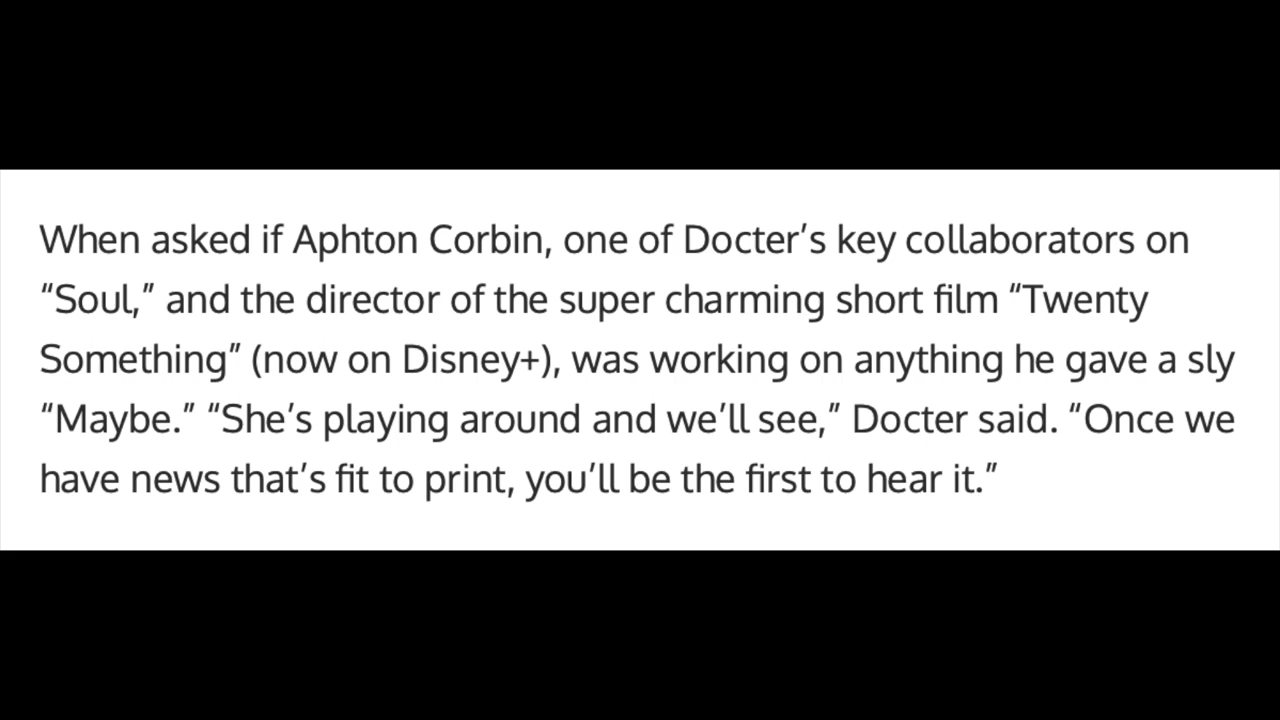 When asked if Aphton Corbin, one of Docter’s key collaborators on
“Soul,” and the director of the super charming short film “Twenty
Something” (now on Disney+), was working on anything he gave a sly
“Maybe.” “She’s playing around and we’ll see,” Docter said. “Once we
have news that’s fit to print, you’ll be the first to hear it.”